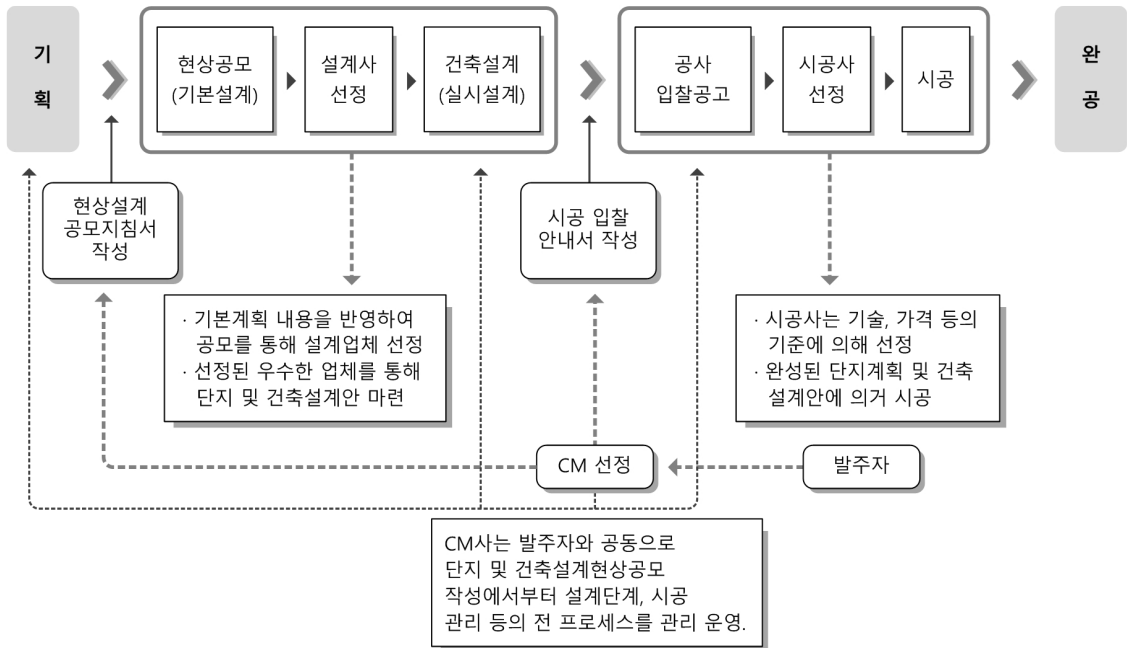 기
획
현상공모
(기본설계)
설계사
선정
건축설계
(실시설계)
공사
입찰공고
시공사
선정
시공
완
공
현상설계
공모지침서
작성
시공 입찰
안내서 작성
· 기본계획 내용을 반영하여
공모를 통해 설계업체 선정
· 선정된 우수한 업체를 통해
단지 및 건축설계안 마련
· 시공사는 기술, 가격 등의
기준에 의해 선정
· 완성된 단지계획 및 건축
설계안에 의거 시공
CM 선정
발주자
CM사는 발주자와 공동으로
단지 및 건축설계현상공모
작성에서부터 설계단계, 시공
관리 등의 전 프로세스를 관리 운영.